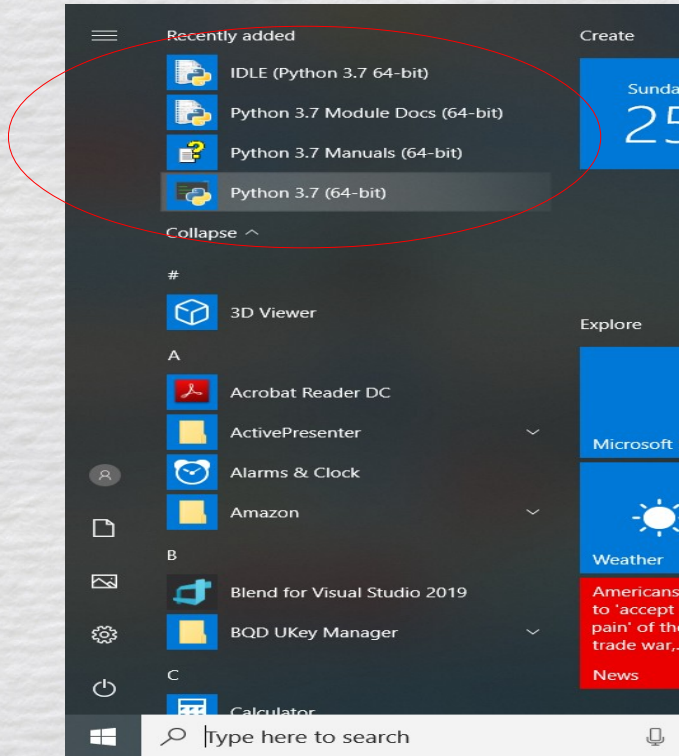 Recently added
IDLE (Python 3.7 64-bit)
Python 3.7 Module Docs (64-bit)
Python 3.7 Manuals (64-bit)
Python 3.7 (64-bit)
Collapse
#
3D Viewer
A
Acrobat Reader DC
ActivePresenter
Alarms & Clock
Amazon
B
Blend for Visual Studio 2019
BQD UKey Manager
C
Calculator
Type here to search
Create
Sunda
25
Explore
Microsoft
Weather
Americans
to 'accept
pain' of the
trade war,..
News